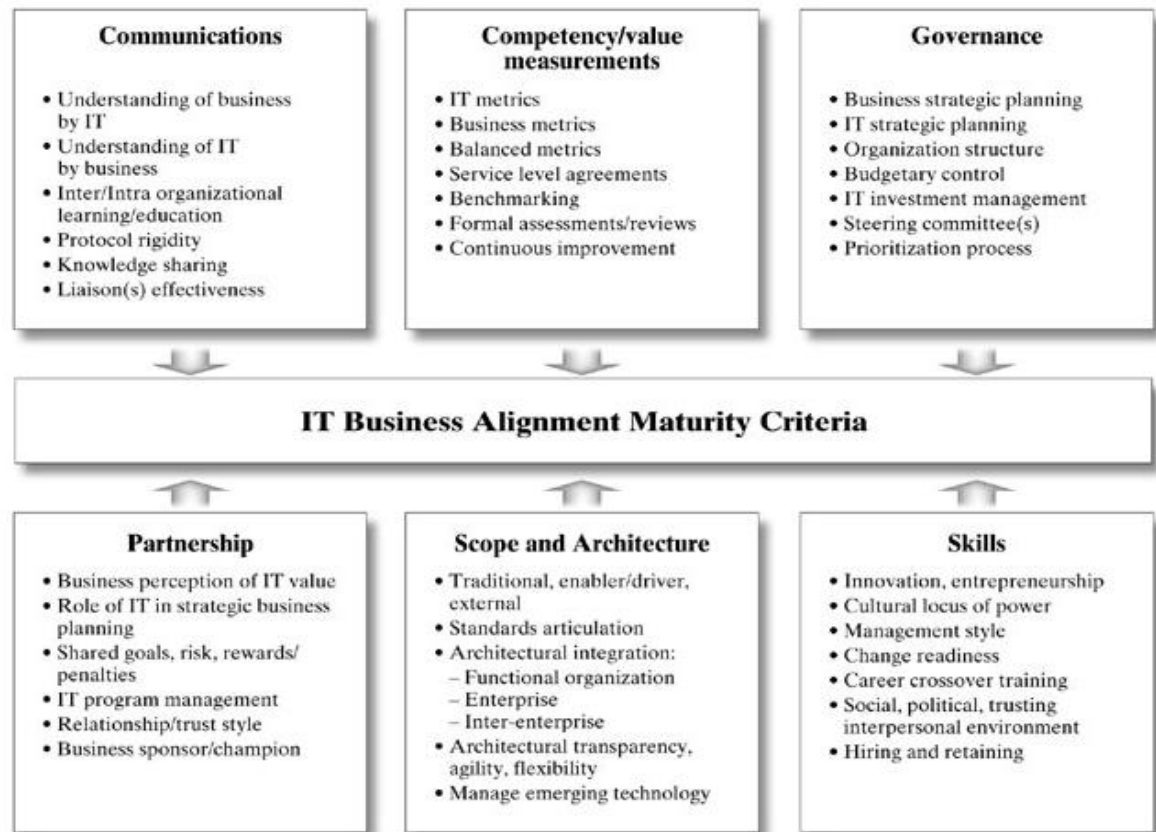 Communications
• Understanding of business
by IT
• Understanding of IT
by business
• Inter/Intra organizational
learning/education
• Protocol rigidity
• Knowledge sharing
• Liaison(s) effectiveness
Competency/value
measurements
• IT metrics
• Business metrics
• Balanced metrics
• Service level agreements
• Benchmarking
• Formal assessments/reviews
• Continuous improvement
Governance
• Business strategic planning
• IT strategic planning
• Organization structure
• Budgetary control
• IT investment management
• Steering committee(s)
• Prioritization process
IT Business Alignment Maturity Criteria
Partnership
• Business perception of IT value
• Role of IT in strategic business
planning
• Shared goals, risk, rewards/
penalties
• IT program management
• Relationship/trust style
• Business sponsor/champion
Scope and Architecture
• Traditional, enabler/driver,
external
• Standards articulation
• Architectural integration:
– Functional organization
– Enterprise
– Inter-enterprise
• Architectural transparency,
agility, flexibility
• Manage emerging technology
Skills
• Innovation, entrepreneurship
• Cultural locus of power
• Management style
• Change readiness
• Career crossover training
• Social, political, trusting
interpersonal environment
• Hiring and retaining